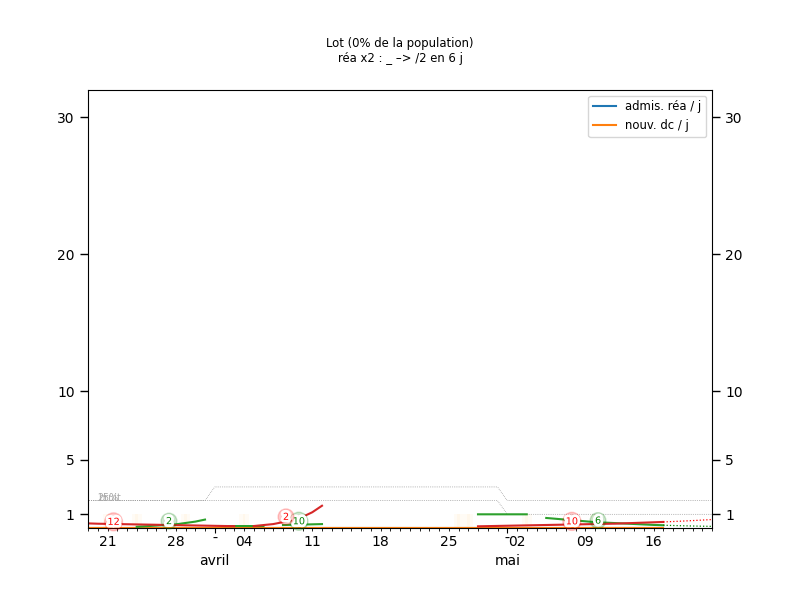 Lot (0% de la population)
réa x2 : _ –> /2 en 6 j
admis. réa / j
nouv. dc / j
30 30
20 20
10 10
5 5
1 1
12 2 2 10 10 6
21 28 - 04 11 18 25 - 02 09 16
avril mai